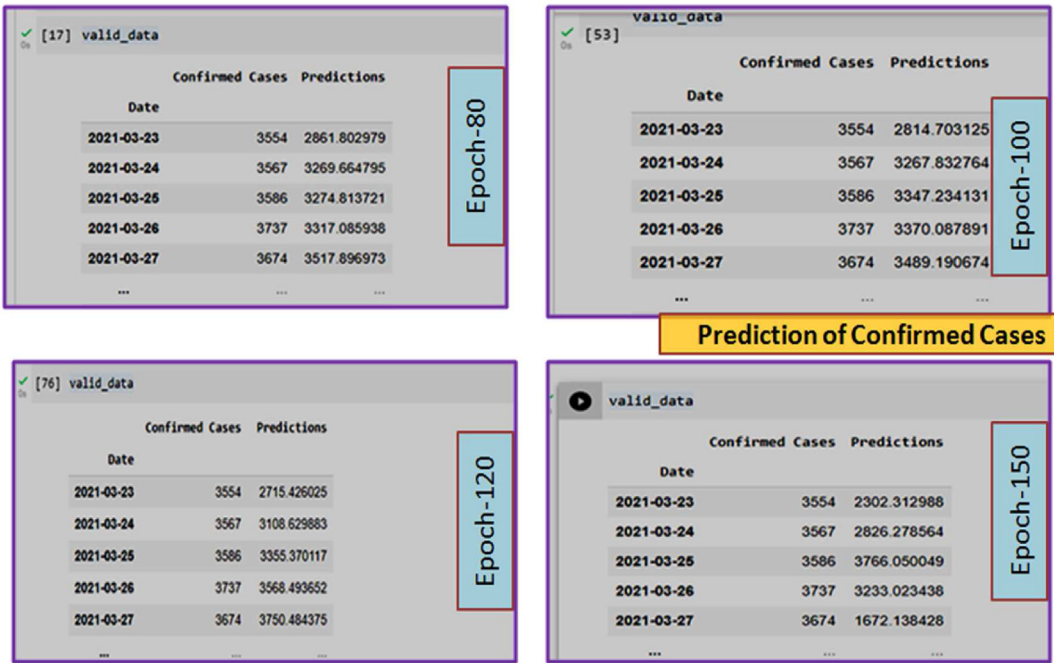 [17] valid_data
Confirmed Cases Predictions
Date
2021-03-23 3554 2861.802979
2021-03-24 3567 3269.664795
2021-03-25 3586 3274.813721
2021-03-26 3737 3317.085938
2021-03-27 3674 3517.896973
... ... ...
0s
Epoch-80
valid_data
[53]
0s
Confirmed Cases Predictions
Date
2021-03-23 3554 2814.703125
2021-03-24 3567 3267.832764
2021-03-25 3586 3347.234131
2021-03-26 3737 3370.087891
2021-03-27 3674 3489.190674
... ... ...
Epoch-100
Prediction of Confirmed Cases
[76] valid_data
0s
Confirmed Cases Predictions
Date
2021-03-23 3554 2715.426025
2021-03-24 3567 3108.629883
2021-03-25 3586 3355.370117
2021-03-26 3737 3568.493652
2021-03-27 3674 3750.484375
... ... ...
Epoch-120
valid_data
Confirmed Cases Predictions
Date
2021-03-23 3554 2302.312988
2021-03-24 3567 2826.278564
2021-03-25 3586 3766.050049
2021-03-26 3737 3233.023438
2021-03-27 3674 1672.138428
... ... ...
Epoch-150